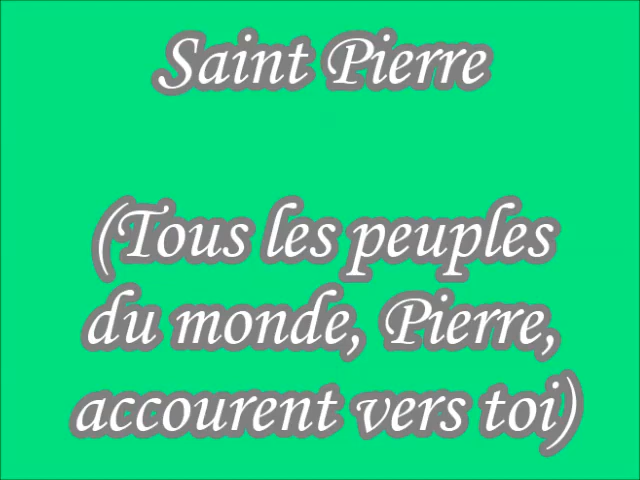 Saint Pierre
(Tous les peuples
du monde, Pierre,
accourent vers toi)